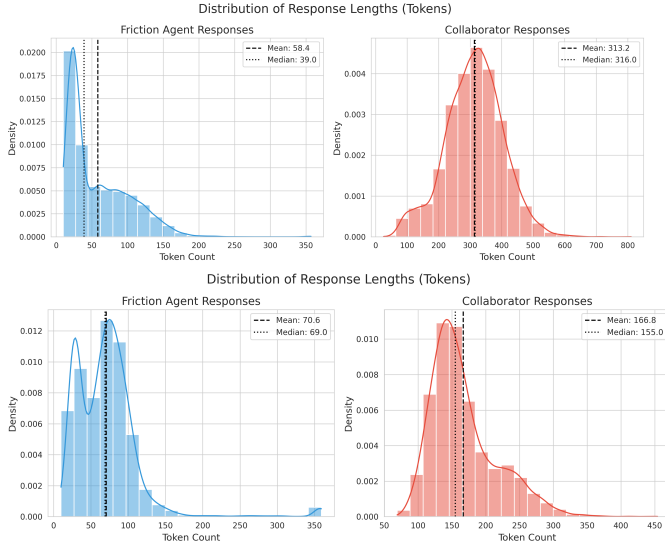 Distribution of Response Lengths (Tokens)
Friction Agent Responses
Mean: 58.4
Median: 39.0
0.0200
0.0175
0.0150
0.0125
0.0100
0.0075
0.0050
0.0025
0.0000
Density
0 50 100 150 200 250 300 350
Token Count
Collaborator Responses
Mean: 313.2
Median: 316.0
0.004
0.003
0.002
0.001
0.000
Density
0 100 200 300 400 500 600 700 800
Token Count
Distribution of Response Lengths (Tokens)
Friction Agent Responses
Mean: 70.6
Median: 69.0
0.012
0.010
0.008
0.006
0.004
0.002
0.000
Density
0 50 100 150 200 250 300 350
Token Count
Collaborator Responses
Mean: 166.8
Median: 155.0
0.010
0.008
0.006
0.004
0.002
0.000
Density
50 100 150 200 250 300 350 400 450
Token Count